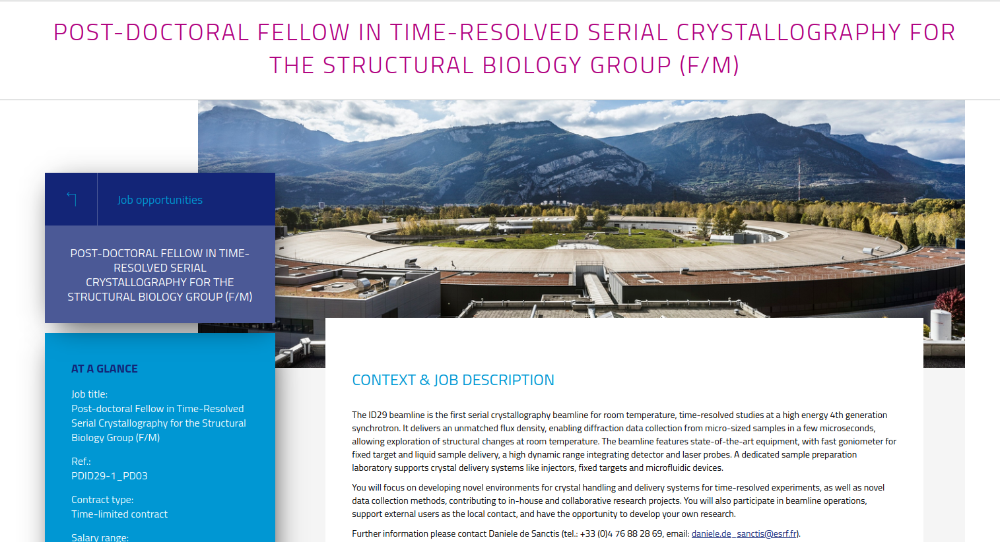 POST-DOCTORAL FELLOW IN TIME-RESOLVED SERIAL CRYSTALLOGRAPHY FOR
THE STRUCTURAL BIOLOGY GROUP (F/M)
Job opportunities
POST-DOCTORAL FELLOW IN TIME-
RESOLVED SERIAL
CRYSTALLOGRAPHY FOR THE
STRUCTURAL BIOLOGY GROUP (F/M)
AT A GLANCE
Job title:
Post-doctoral Fellow in Time-Resolved
Serial Crystallography for the Structural
Biology Group (F/M)
Ref.:
PDID29-1_PD03
Contract type:
Time-limited contract
Salary range:
CONTEXT & JOB DESCRIPTION
The ID29 beamline is the first serial crystallography beamline for room temperature, time-resolved studies at a high energy 4th generation
synchrotron. It delivers an unmatched flux density, enabling diffraction data collection from micro-sized samples in a few microseconds,
allowing exploration of structural changes at room temperature. The beamline features state-of-the-art equipment, with fast goniometer for
fixed target and liquid sample delivery, a high dynamic range integrating detector and laser probes. A dedicated sample preparation
laboratory supports crystal delivery systems like injectors, fixed targets and microfluidic devices.
You will focus on developing novel environments for crystal handling and delivery systems for time-resolved experiments, as well as novel
data collection methods, contributing to in-house and collaborative research projects. You will also participate in beamline operations,
support external users as the local contact, and have the opportunity to develop your own research.
Further information please contact Daniele de Sanctis (tel.: +33 (0)4 76 88 28 69, email: daniele.de_sanctis@esrf.fr).